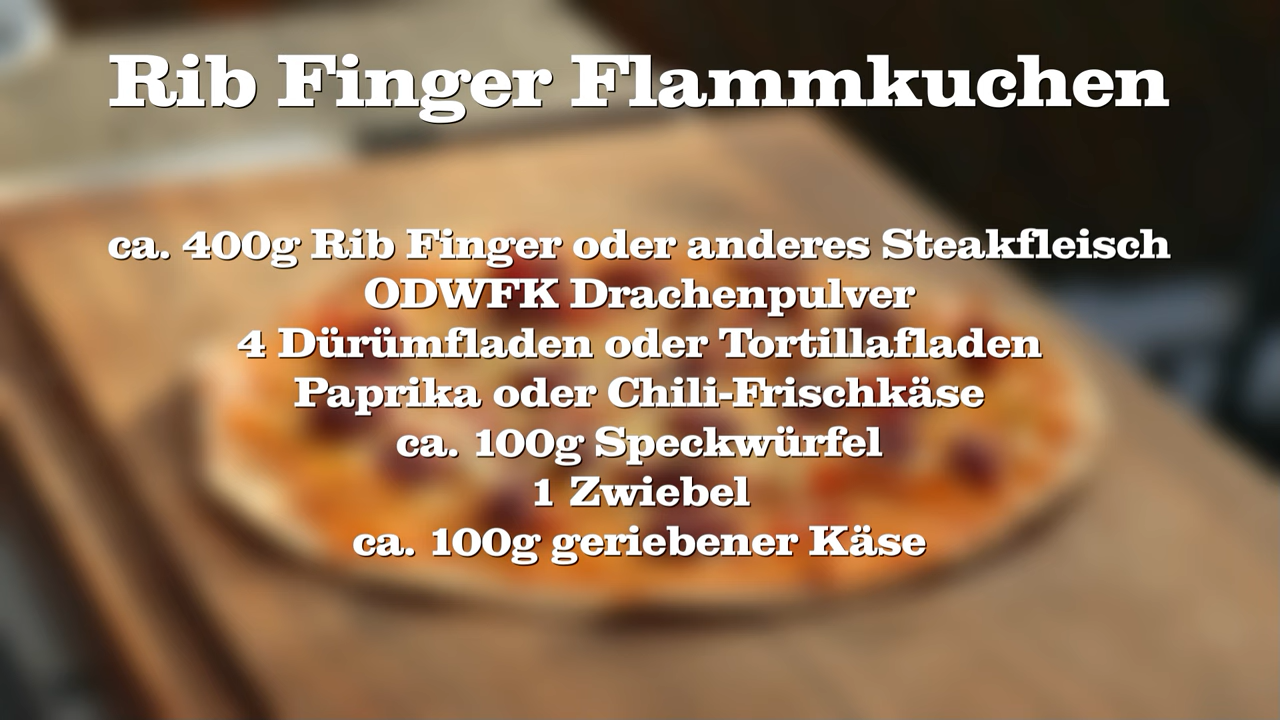 Rib Finger Flammkuchen
ca. 400g Rib Finger oder anderes Steakfleisch
ODWFK Drachenpulver
4 Dürümfladen oder Tortillafladen
Paprika oder Chili-Frischkäse
ca. 100g Speckwürfel
1 Zwiebel
ca. 100g geriebener Käse